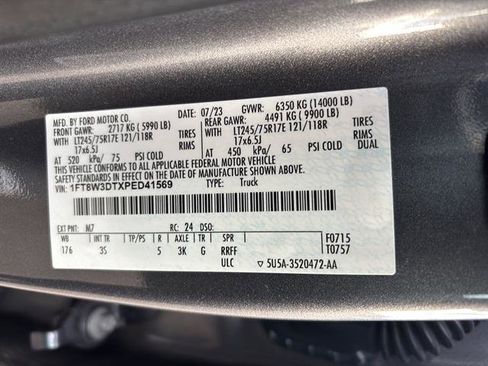 MFD. BY FORD MOTOR CO.
DATE: 07/23 GVWR: 6350 KG (14000 LB)
FRONT GAWR: 2717 KG (5990 LB) REAR GAWR: 4491 KG (9900 LB)
WITH LT245/75R17E 121/118R TIRES WITH LT245/75R17E 121/118R TIRES
17x6.5J RIMS 17x6.5J RIMS
AT 520 kPa/ 75 PSI COLD AT 450 kPa/ 65 PSI COLD
THIS VEHICLE CONFORMS TO ALL APPLICABLE FEDERAL MOTOR VEHICLE
SAFETY STANDARDS IN EFFECT ON THE DATE OF MANUFACTURE SHOWN ABOVE.
VIN: 1FT8W3DTXPED41569 TYPE: Truck
EXT PNT: M7 RC: 24 DSO: F0715
WB INT TR TP/PS R AXLE TR SPR T0757
176 3S 5 3K G RRFF
ULC 5U5A-3520472-AA